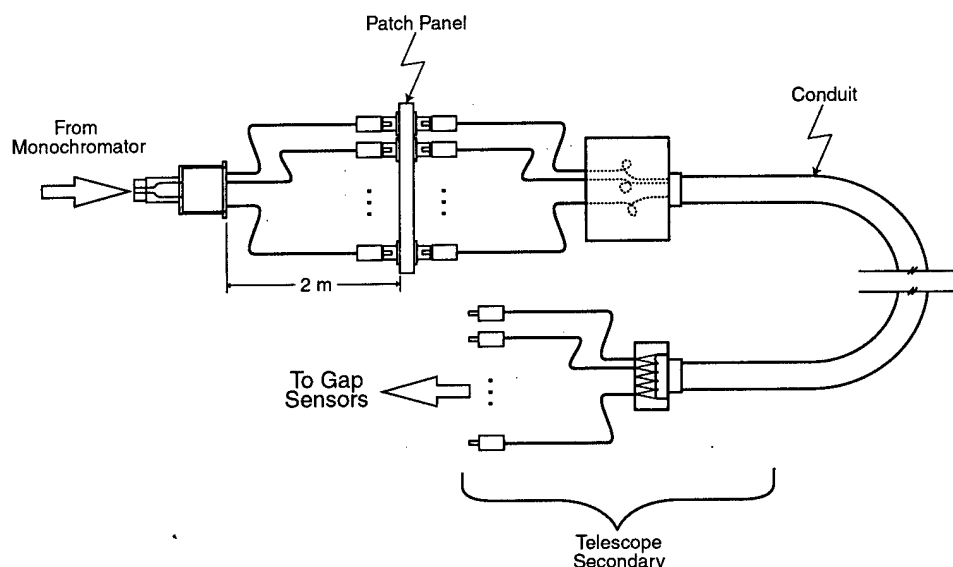 Patch Panel
Conduit
From
Monochromator
2 m
To Gap
Sensors
Telescope
Secondary